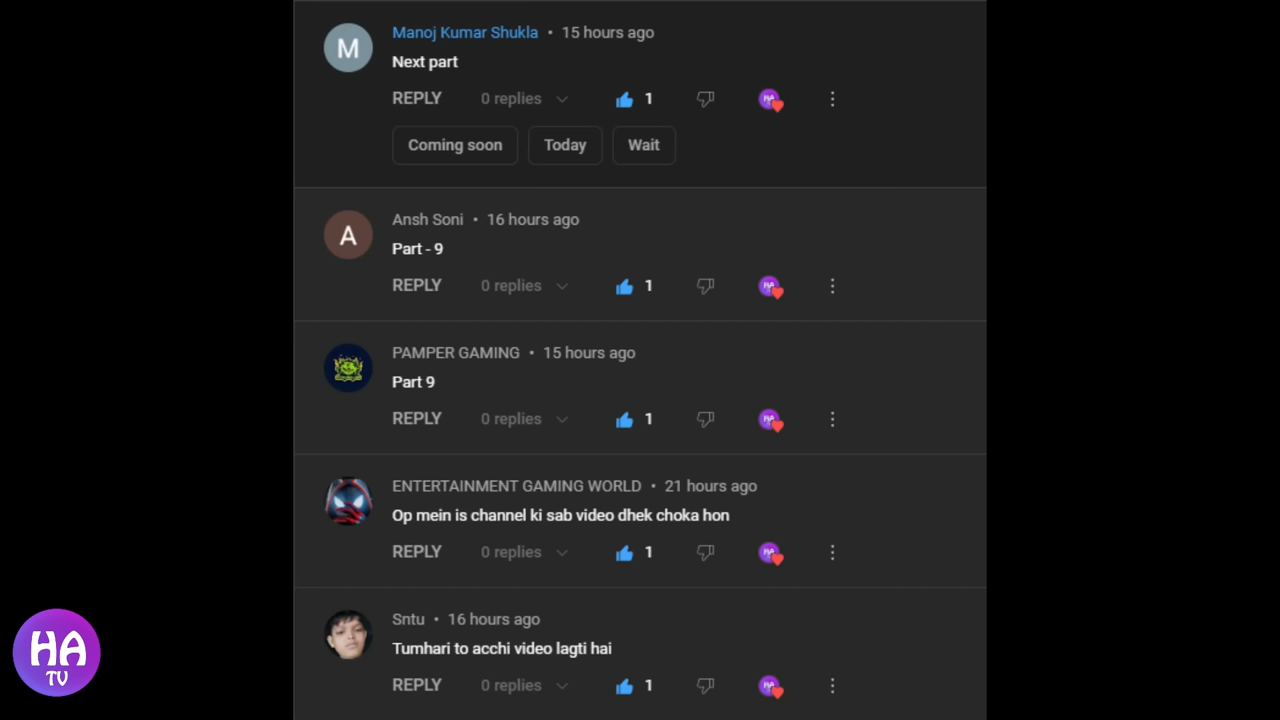 Manoj Kumar Shukla • 15 hours ago
Next part
REPLY 0 replies 1
Coming soon Today Wait
Ansh Soni • 16 hours ago
Part - 9
REPLY 0 replies 1
PAMPER GAMING • 15 hours ago
Part 9
REPLY 0 replies 1
ENTERTAINMENT GAMING WORLD • 21 hours ago
Op mein is channel ki sab video dhek choka hon
REPLY 0 replies 1
Sntu • 16 hours ago
Tumhari to acchi video lagti hai
REPLY 0 replies 1
M
A
HA
TV